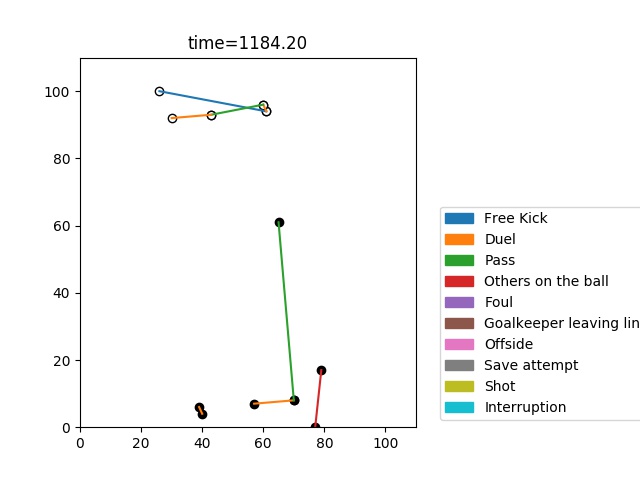 time=1184.20
100
80
60
40
20
0
0 20 40 60 80 100
Free Kick
Duel
Pass
Others on the ball
Foul
Goalkeeper leaving lin
Offside
Save attempt
Shot
Interruption